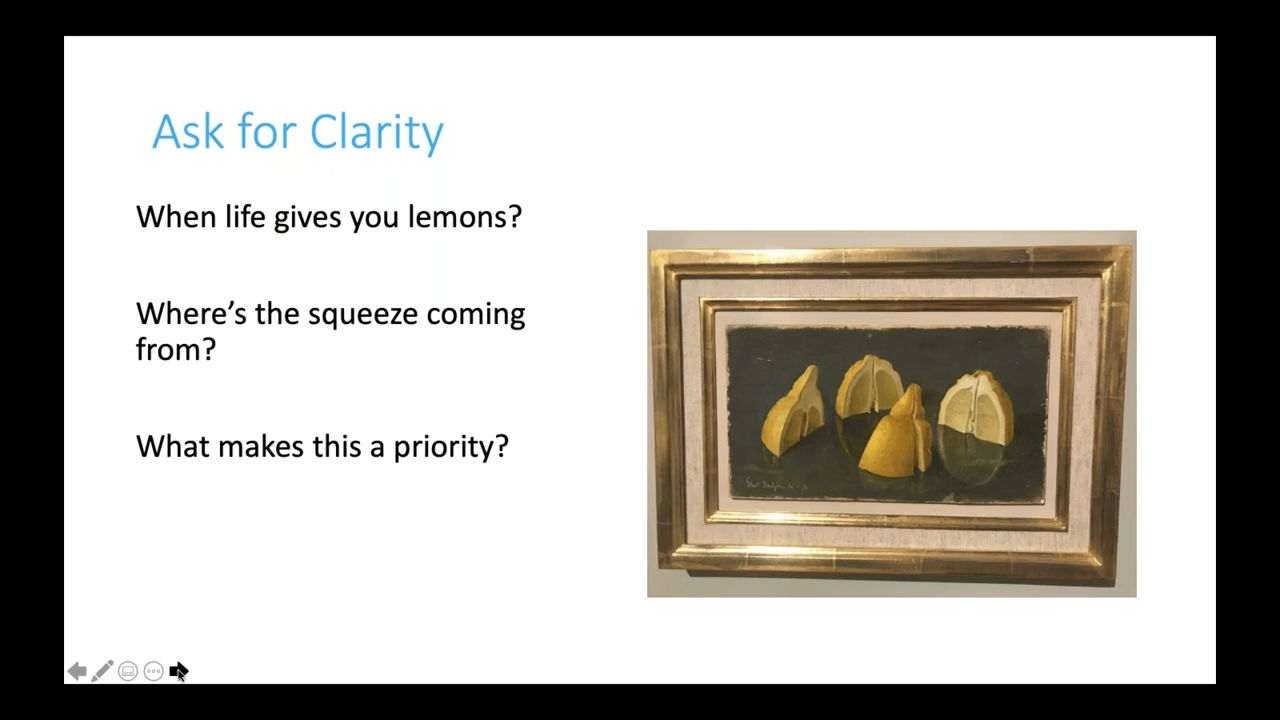 Ask for Clarity
When life gives you lemons?
Where’s the squeeze coming
from?
What makes this a priority?